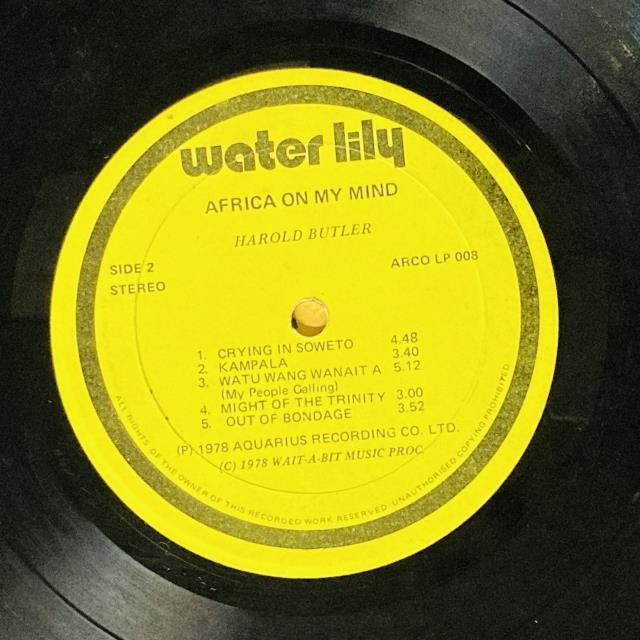 water lily
AFRICA ON MY MIND
HAROLD BUTLER
SIDE 2
STEREO
ARCO LP 008
1. CRYING IN SOWETO 4.48
2. KAMPALA 3.40
3. WATU WANG WANAIT A 5.12
(My People Galling)
4. MIGHT OF THE TRINITY 3.00
5. OUT OF BONDAGE 3.52
(P) 1978 AQUARIUS RECORDING CO. LTD.
(C) 1978 WAIT-A-BIT MUSIC PROC.
ALL RIGHTS OF THE OWNER OF THIS RECORDED WORK RESERVED. UNAUTHORISED COPYING PROHIBITED